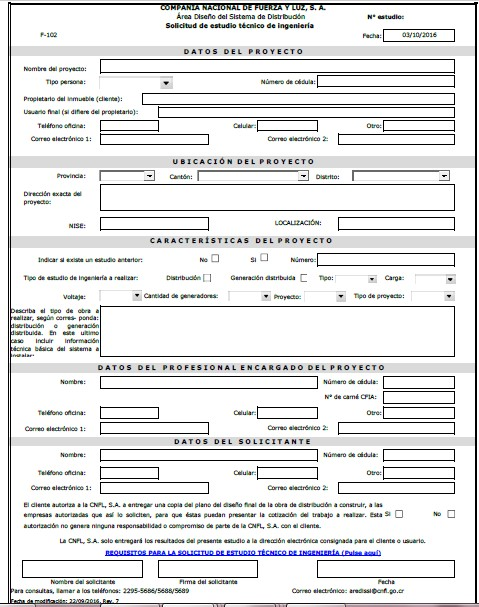 COMPAÑÍA NACIONAL DE FUERZA Y LUZ, S. A.
Área Diseño del Sistema de Distribución
Nº estudio:
Solicitud de estudio técnico de ingeniería
F-102
Fecha: 03/10/2016
DATOS DEL PROYECTO
Nombre del proyecto:
Tipo persona: Número de cédula:
Propietario del inmueble (cliente):
Usuario final (si difiere del propietario):
Teléfono oficina: Celular: Otro:
Correo electrónico 1: Correo electrónico 2:
UBICACIÓN DEL PROYECTO
Provincia: Cantón: Distrito:
Dirección exacta del
proyecto:
NISE: LOCALIZACIÓN:
CARACTERÍSTICAS DEL PROYECTO
Indicar si existe un estudio anterior: No Si Número:
Tipo de estudio de ingeniería a realizar: Distribución Generación distribuida Tipo: Carga:
Voltaje: Cantidad de generadores: Proyecto: Tipo de proyecto:
Describa el tipo de obra a
realizar, según corres- ponda:
distribución o generación
distribuida. En este ultimo
caso incluir información
técnica básica del sistema a
instalar:
DATOS DEL PROFESIONAL ENCARGADO DEL PROYECTO
Nombre: Número de cédula:
N° de carné CFIA:
Teléfono oficina: Celular: Otro:
Correo electrónico 1: Correo electrónico 2:
DATOS DEL SOLICITANTE
Nombre: Número de cédula:
Teléfono oficina: Celular: Otro:
Correo electrónico 1: Correo electrónico 2:
El cliente autoriza a la CNFL, S.A. a entregar una copia del plano del diseño final de la obra de distribución a construir, a las
empresas autorizadas que así lo soliciten, para que éstas puedan presentar la cotización del trabajo a realizar. Esta Si No
autorización no genera ninguna responsabilidad o compromiso de parte de la CNFL, S.A. con el cliente.
La CNFL, S.A. solo entregará los resultados del presente estudio a la dirección electrónica consignada para el cliente o usuario.
REQUISITOS PARA LA SOLICITUD DE ESTUDIO TÉCNICO DE INGENIERÍA (Pulse aquí)
Nombre del solicitante Firma del solicitante Fecha
Para consultas, llamar a los teléfonos: 2295-5686/5688/5689 Correo electrónico: aredissi@cnfl.go.cr
Fecha de modificación: 22/09/2016, Rev. 7